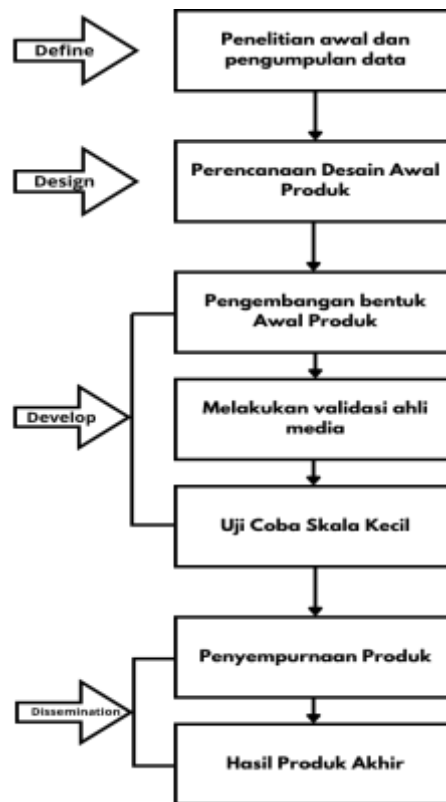 Define
Penelitian awal dan
pengumpulan data
Design
Perencanaan Desain Awal
Produk
Pengembangan bentuk
Awal Produk
Develop
Melakukan validasi ahli
media
Uji Coba Skala Kecil
Penyempurnaan Produk
Dissemination
Hasil Produk Akhir